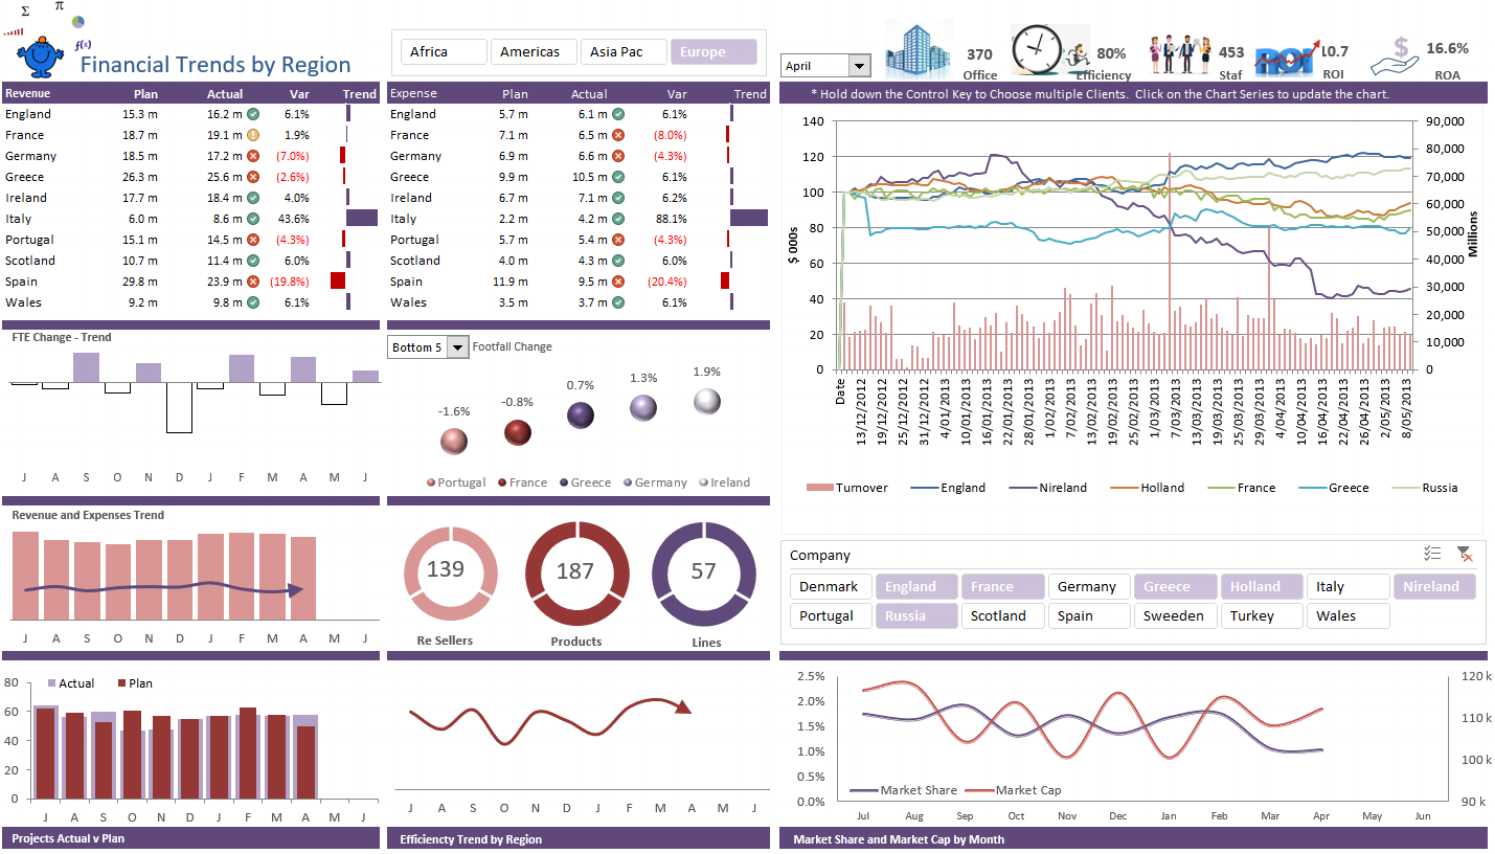 Σ π
f(x)
Financial Trends by Region
Africa Americas Asia Pac Europe
April
370 Office
80% Efficiency
453 Staf
10.7 ROI
16.6% ROA
Revenue Plan Actual Var Trend
England 15.3 m 16.2 m 6.1%
France 18.7 m 19.1 m 1.9%
Germany 18.5 m 17.2 m (7.0%)
Greece 26.3 m 25.6 m (2.6%)
Ireland 17.7 m 18.4 m 4.0%
Italy 6.0 m 8.6 m 43.6%
Portugal 15.1 m 14.5 m (4.3%)
Scotland 10.7 m 11.4 m 6.0%
Spain 29.8 m 23.9 m (19.8%)
Wales 9.2 m 9.8 m 6.1%
Expense Plan Actual Var Trend
England 5.7 m 6.1 m 6.1%
France 7.1 m 6.5 m (8.0%)
Germany 6.9 m 6.6 m (4.3%)
Greece 9.9 m 10.5 m 6.1%
Ireland 6.7 m 7.1 m 6.2%
Italy 2.2 m 4.2 m 88.1%
Portugal 5.7 m 5.4 m (4.3%)
Scotland 4.0 m 4.3 m 6.0%
Spain 11.9 m 9.5 m (20.4%)
Wales 3.5 m 3.7 m 6.1%
* Hold down the Control Key to Choose multiple Clients. Click on the Chart Series to update the chart.
140 120 100 80 60 40 20 0
$ 000s
90,000 80,000 70,000 60,000 50,000 40,000 30,000 20,000 10,000 0
Millions
Date 13/12/2012 19/12/2012 25/12/2012 31/12/2012 4/01/2013 10/01/2013 16/01/2013 22/01/2013 28/01/2013 1/02/2013 7/02/2013 13/02/2013 19/02/2013 25/02/2013 1/03/2013 7/03/2013 13/03/2013 19/03/2013 25/03/2013 29/03/2013 4/04/2013 10/04/2013 16/04/2013 22/04/2013 26/04/2013 2/05/2013 8/05/2013
Turnover England Nireland Holland France Greece Russia
FTE Change - Trend
J A S O N D J F M A M J
Bottom 5 Footfall Change
-1.6% -0.8% 0.7% 1.3% 1.9%
Portugal France Greece Germany Ireland
Revenue and Expenses Trend
J A S O N D J F M A M J
139 187 57
Re Sellers Products Lines
Company
Denmark England France Germany Greece Holland Italy Nireland
Portugal Russia Scotland Spain Sweeden Turkey Wales
Actual Plan
80 60 40 20 0
J A S O N D J F M A M J
Projects Actual v Plan
J A S O N D J F M A M J
Efficiencty Trend by Region
2.5% 2.0% 1.5% 1.0% 0.5% 0.0%
120 k 110 k 100 k 90 k
Market Share Market Cap
Jul Aug Sep Oct Nov Dec Jan Feb Mar Apr May Jun
Market Share and Market Cap by Month